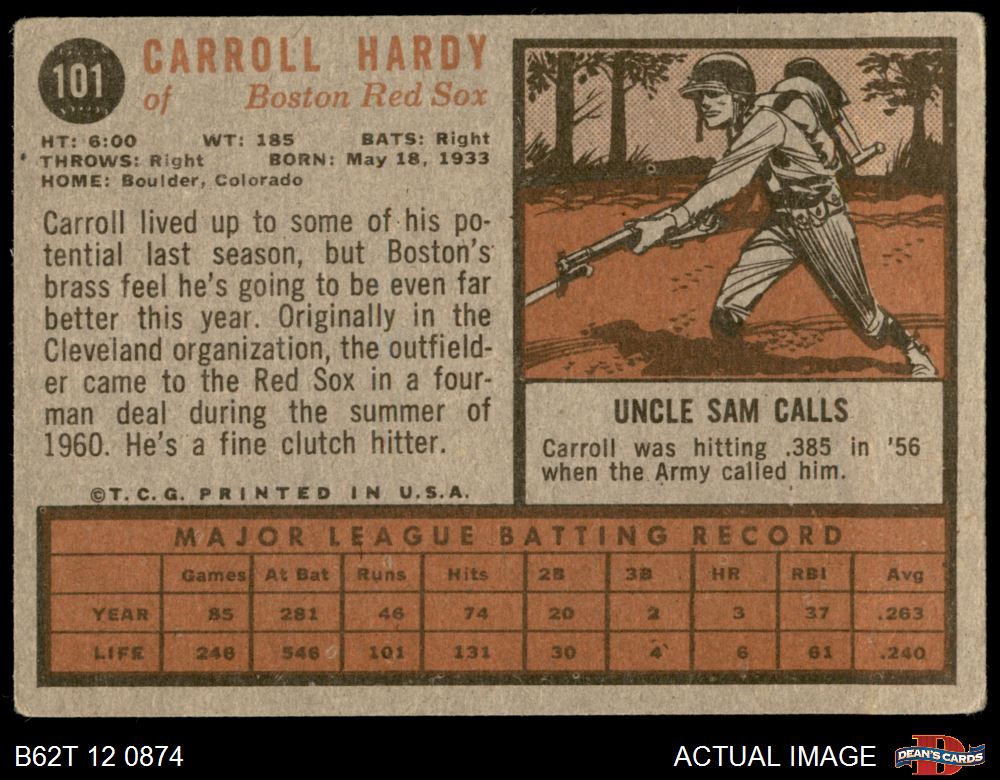 101
CARROLL HARDY
of Boston Red Sox
HT: 6:00 WT: 185 BATS: Right
THROWS: Right BORN: May 18, 1933
HOME: Boulder, Colorado
Carroll lived up to some of his po-
tential last season, but Boston's
brass feel he's going to be even far
better this year. Originally in the
Cleveland organization, the outfield-
er came to the Red Sox in a four-
man deal during the summer of
1960. He's a fine clutch hitter.
©T.C.G. PRINTED IN U.S.A.
UNCLE SAM CALLS
Carroll was hitting .385 in '56
when the Army called him.
MAJOR LEAGUE BATTING RECORD
Games At Bat Runs Hits 2B 3B HR RBI Avg
YEAR 85 281 46 74 20 2 3 37 .263
LIFE 246 546 101 131 30 4 6 61 .240
B62T 12 0874
ACTUAL IMAGE
D
DEAN'S CARDS